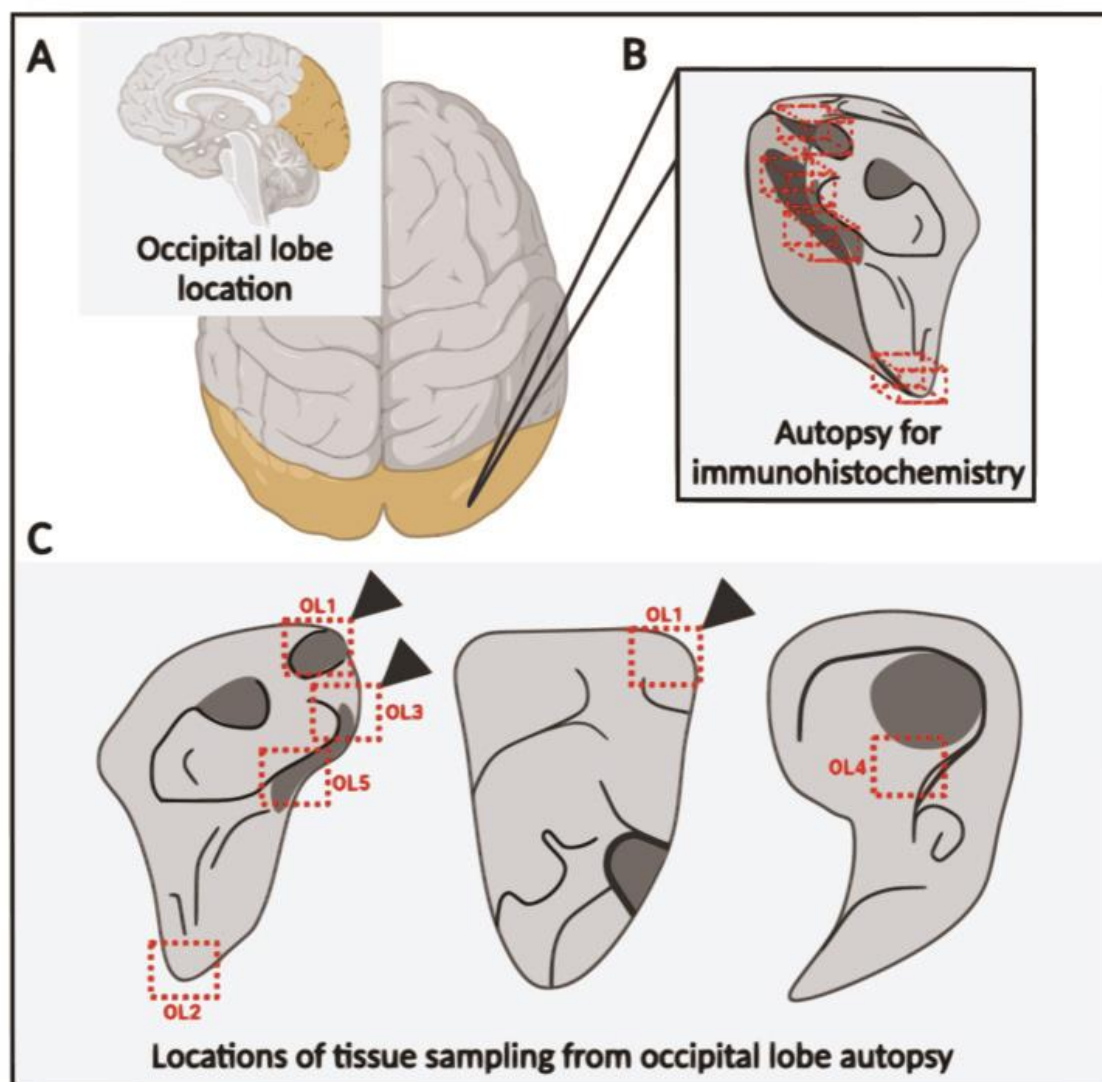 A
B
Occipital lobe
location
Autopsy for
immunohistochemistry
C
OL1
OL1
OL3
OL4
OL5
OL2
Locations of tissue sampling from occipital lobe autopsy